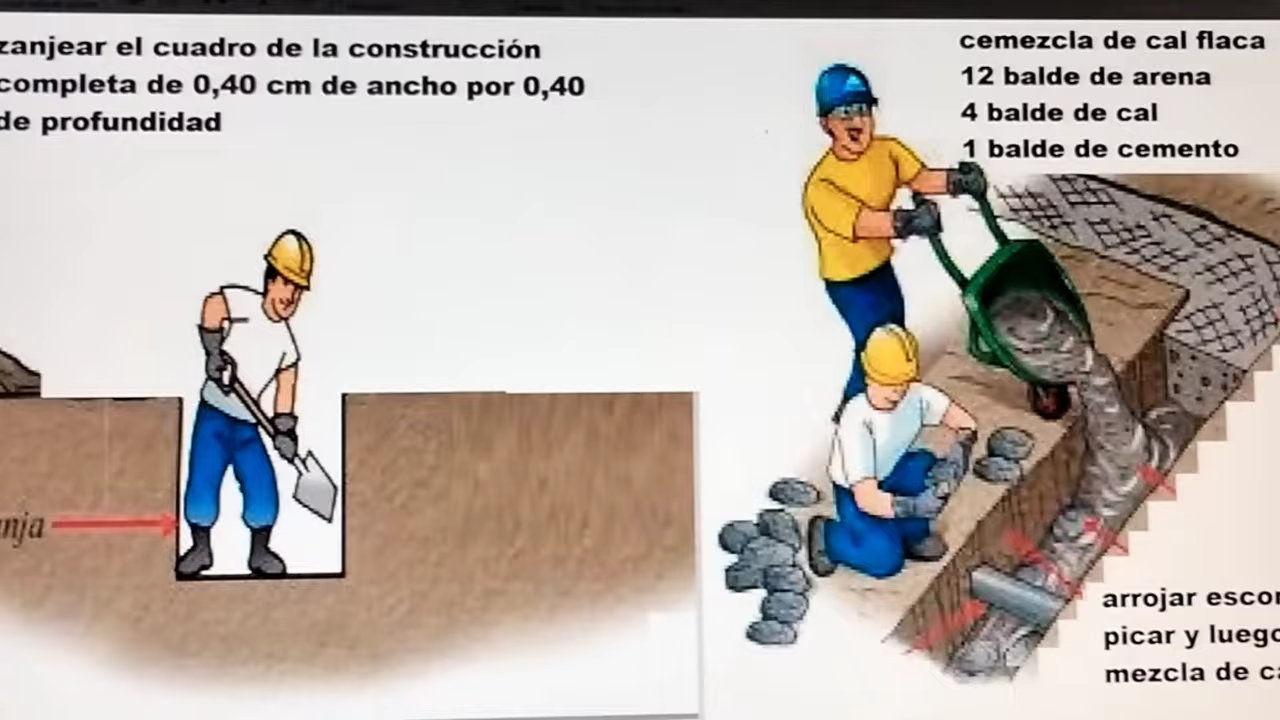 zanjear el cuadro de la construcción
completa de 0,40 cm de ancho por 0,40
de profundidad
cemezcla de cal flaca
12 balde de arena
4 balde de cal
1 balde de cemento
nja
arrojar escor
picar y luego
mezcla de ca